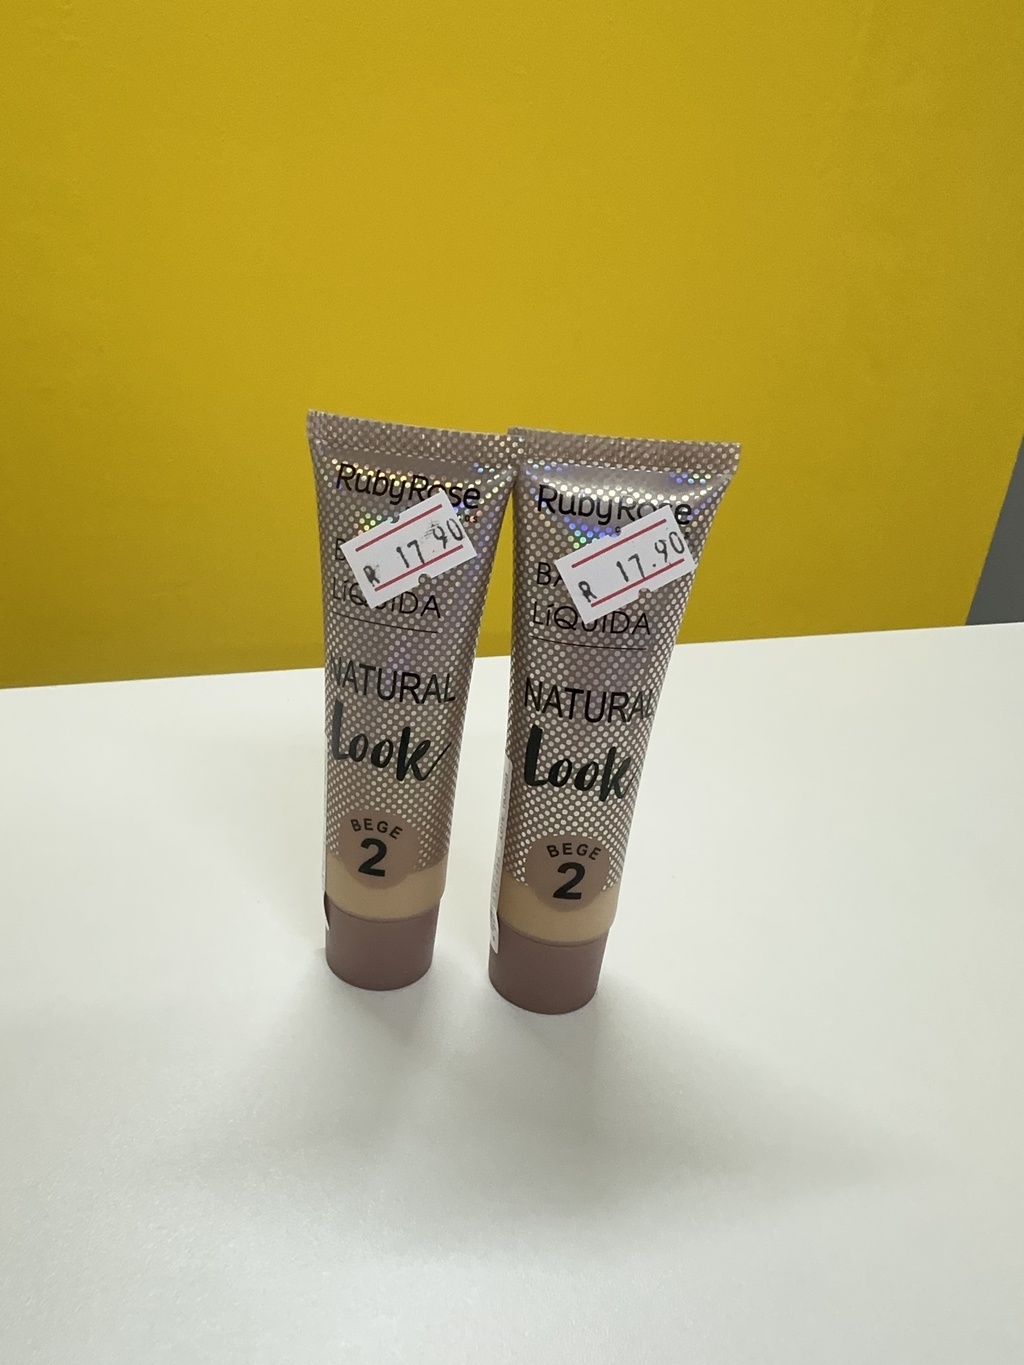 RubyRose
R 17.90
LíQUIDA
NATURAL
Look
BEGE
2
RubyRose
R 17.90
LíQUIDA
NATURAL
Look
BEGE
2